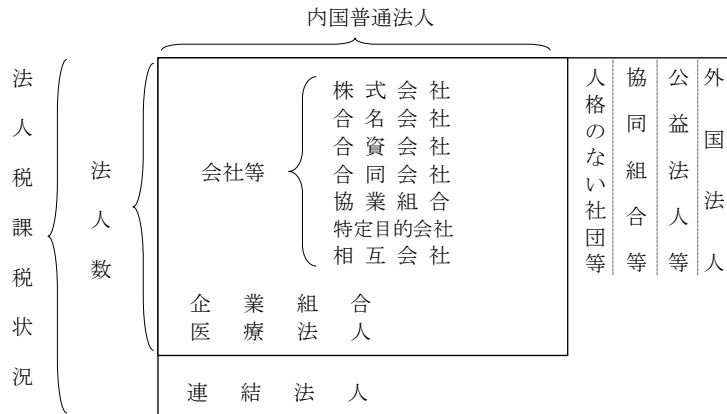 内国普通法人
法人税課税状況
法人数
会社等
株式会社
合名会社
合資会社
合同会社
協業組合
特定目的会社
相互会社
企業組合
医療法人
連結法人
人格のない社団等
協同組合等
公益法人等
外国法人